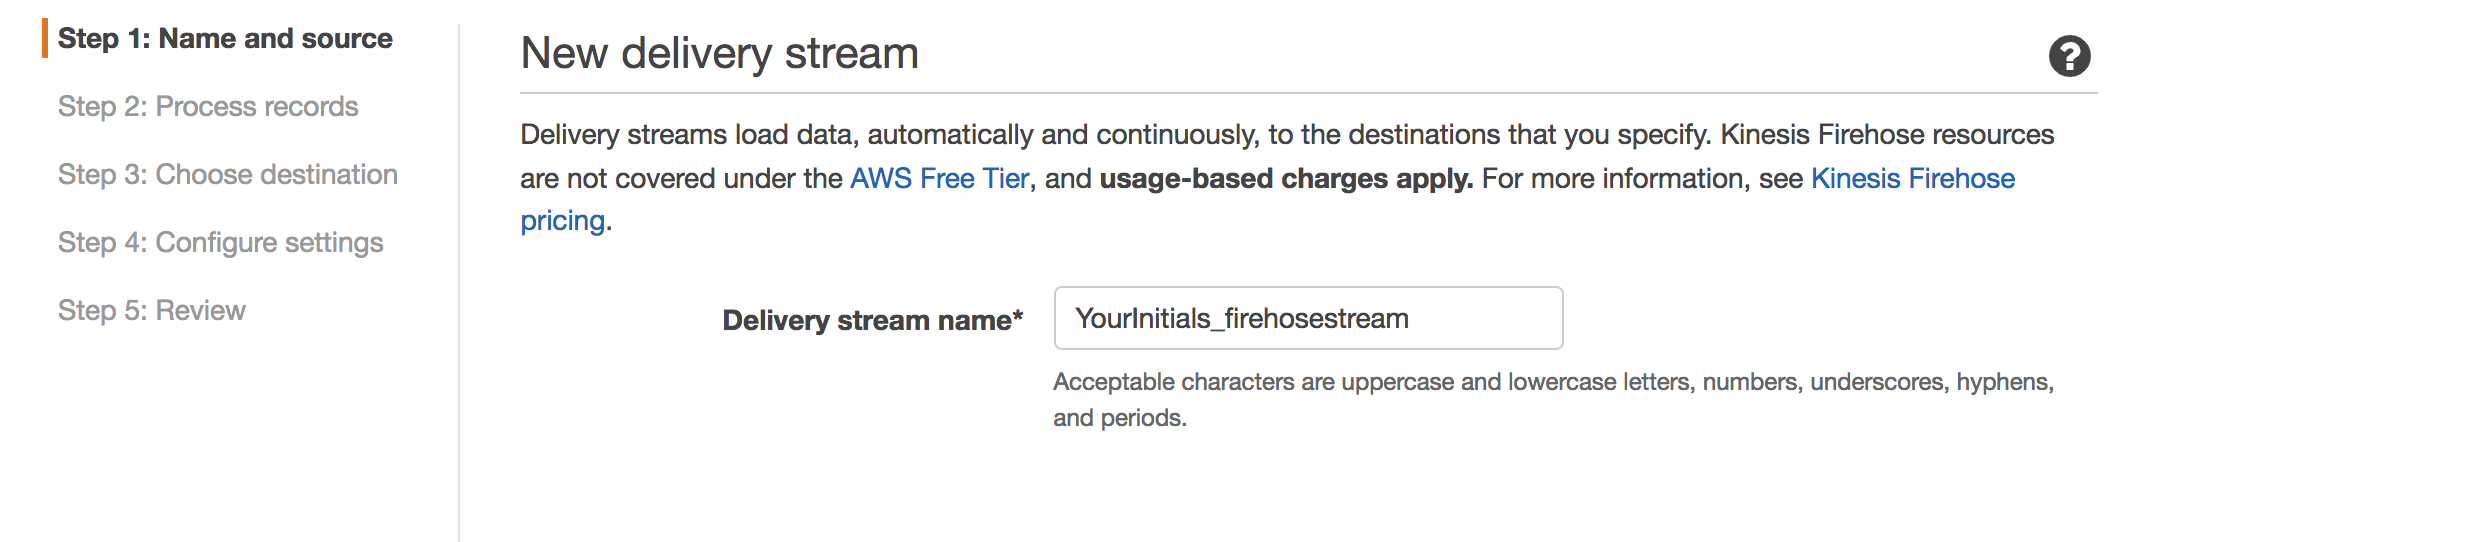 Step 1: Name and source
Step 2: Process records
Step 3: Choose destination
Step 4: Configure settings
Step 5: Review
New delivery stream
?
Delivery streams load data, automatically and continuously, to the destinations that you specify. Kinesis Firehose resources
are not covered under the AWS Free Tier, and usage-based charges apply. For more information, see Kinesis Firehose
pricing.
Delivery stream name*
YourInitials_firehosestream
Acceptable characters are uppercase and lowercase letters, numbers, underscores, hyphens,
and periods.